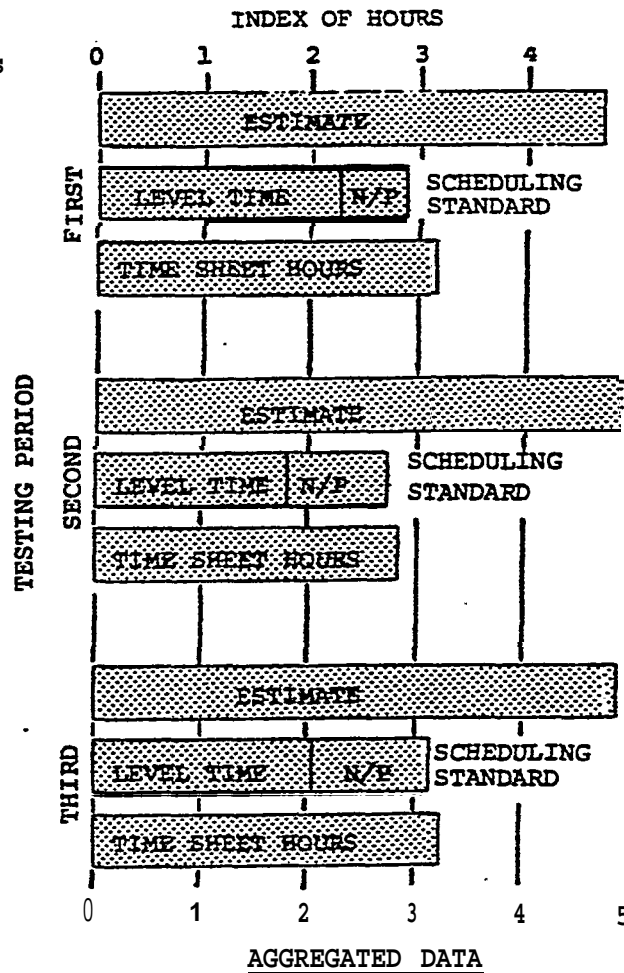 INDEX OF HOURS
0 1 2 3 4
ESTIMATE
LEVEL TIME N/P SCHEDULING
STANDARD
TIME SHEET HOURS
FIRST
ESTIMATE
LEVEL TIME N/P SCHEDULING
STANDARD
TIME SHEET HOURS
SECOND
TESTING PERIOD
ESTIMATE
LEVEL TIME N/P SCHEDULING
STANDARD
TIME SHEET HOURS
THIRD
0 1 2 3 4 5
AGGREGATED DATA